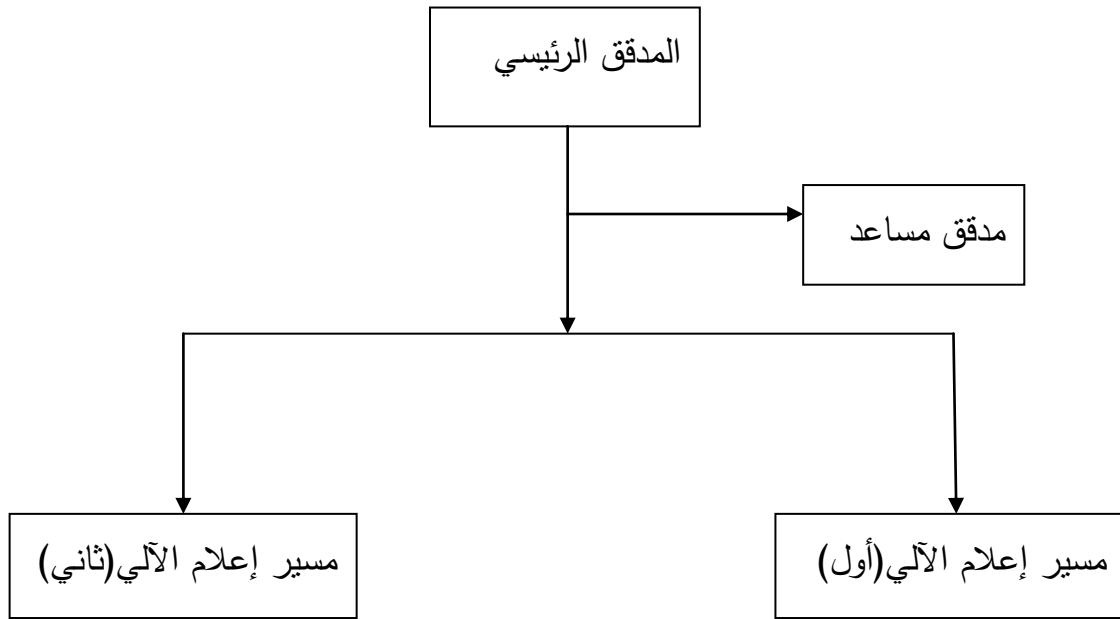 المدقق الرئيسي
مدقق مساعد
مسير إعلام الآلي(أول)
مسير إعلام الآلي(ثاني)